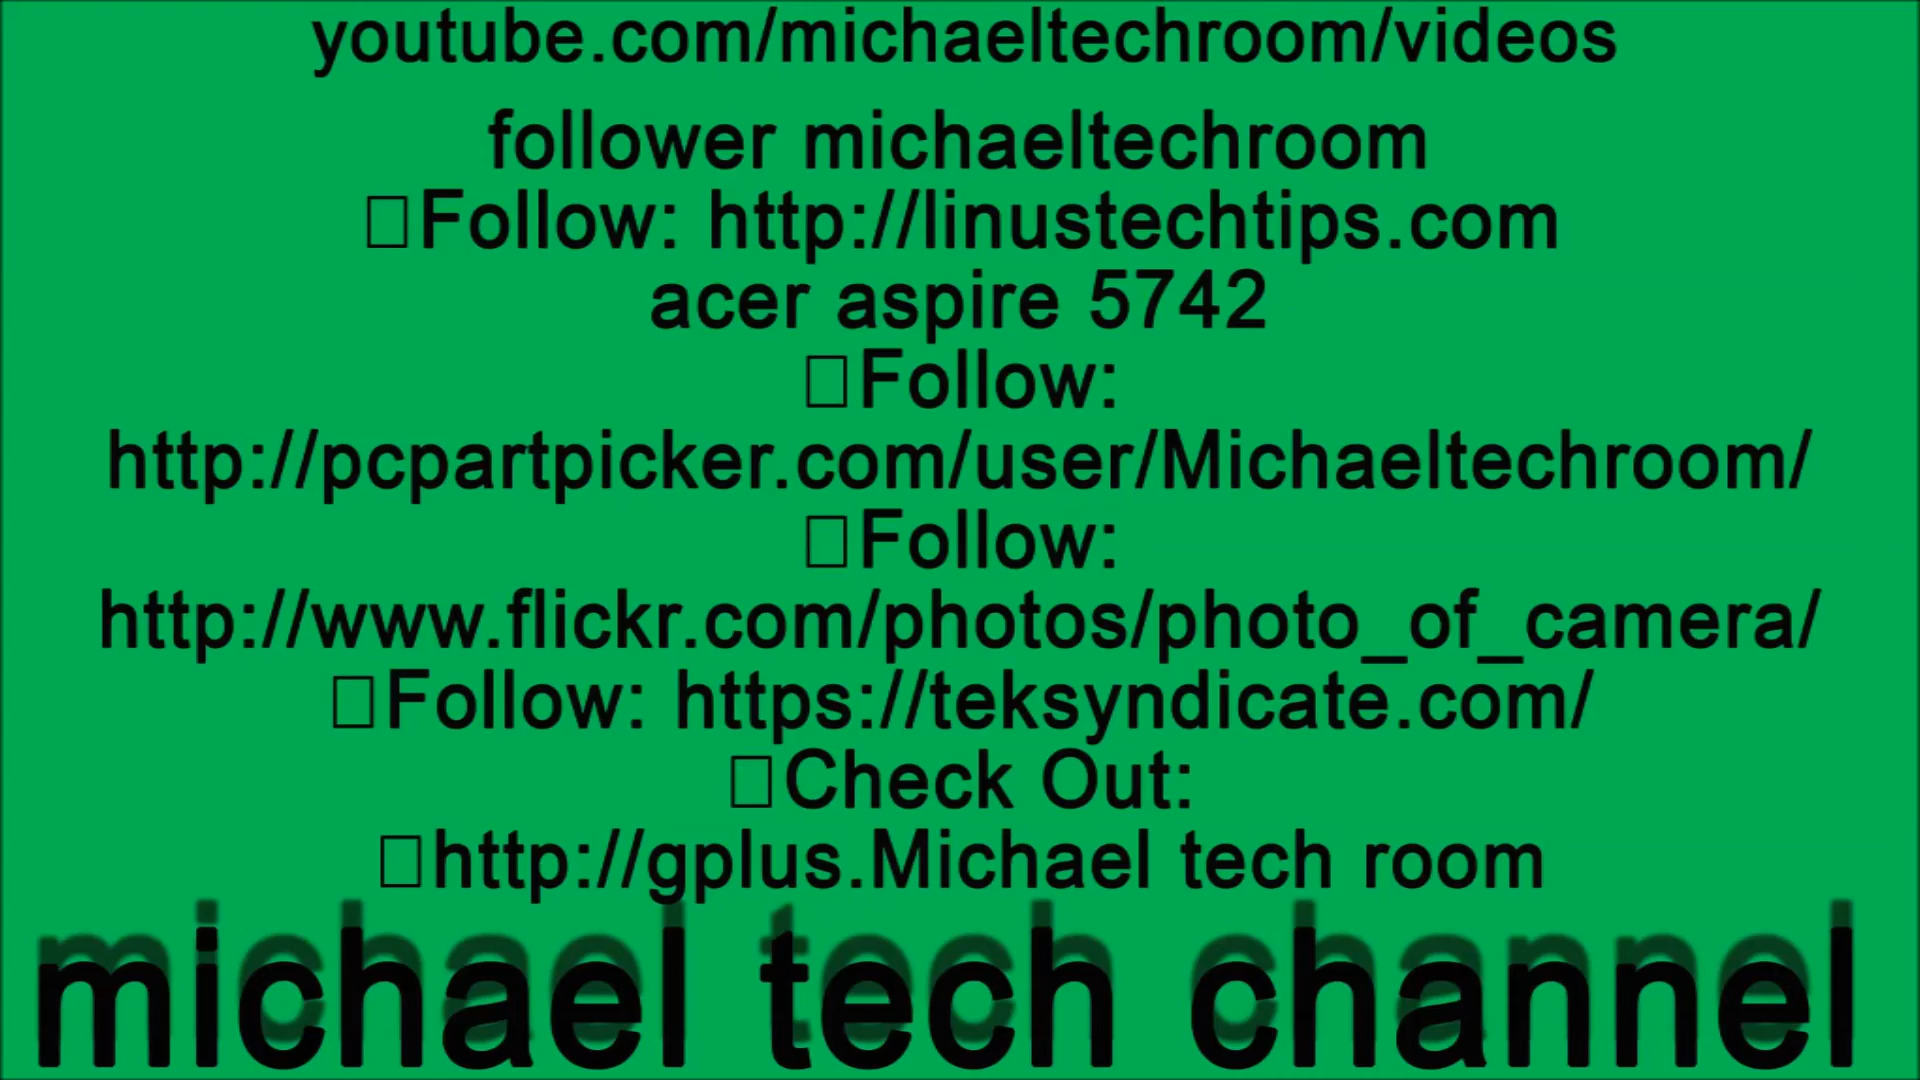 youtube.com/michaeltechroom/videos
follower michaeltechroom
□Follow: http://linustechtips.com
acer aspire 5742
□Follow:
http://pcpartpicker.com/user/Michaeltechroom/
□Follow:
http://www.flickr.com/photos/photo_of_camera/
□Follow: https://teksyndicate.com/
□Check Out:
□http://gplus.Michael tech room
michael tech channel